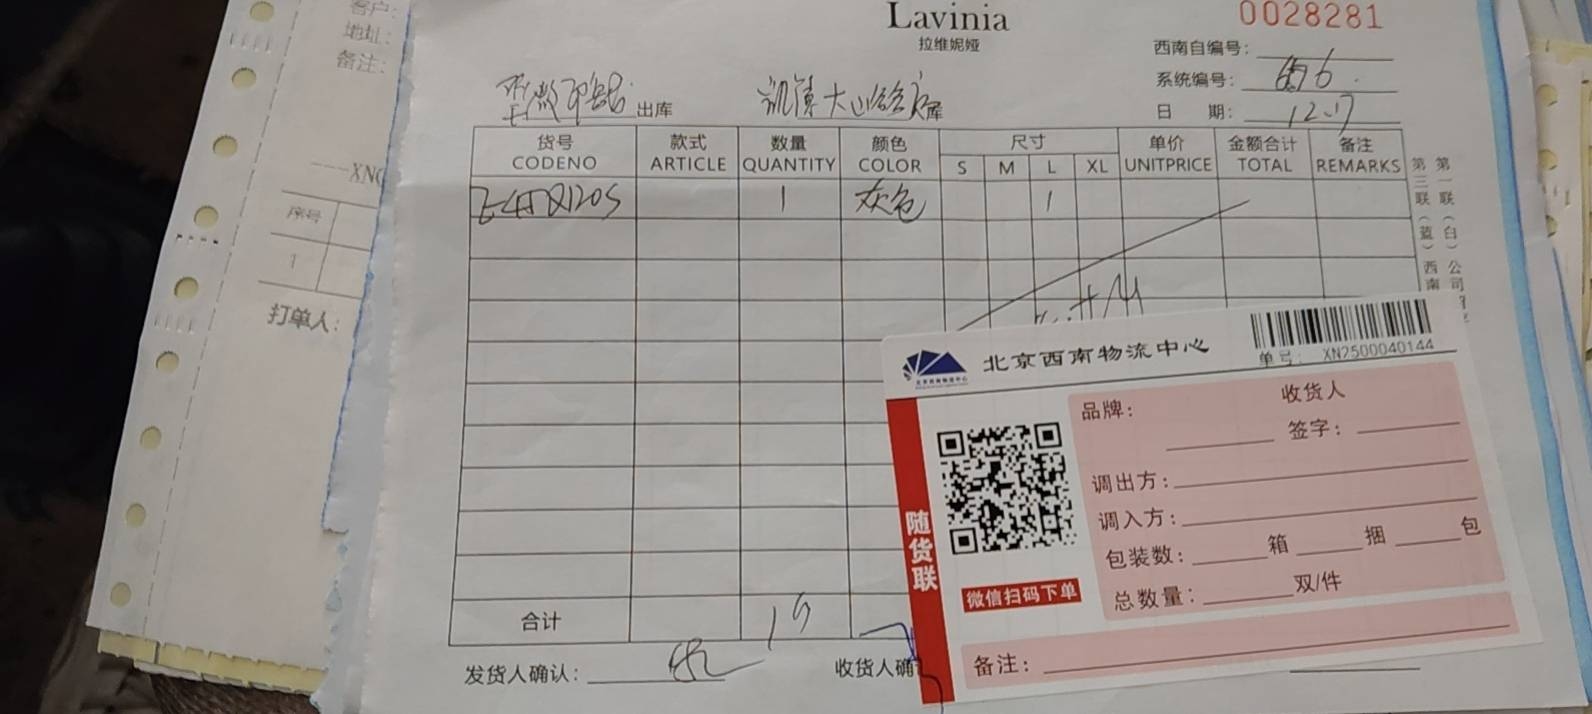 客户:
地址:
备注:
XN
序号
1
打单人:
Lavinia
拉维妮娅
0028281
西南自编号:
系统编号:
日 期: 12.17
出库
库
货号 款式 数量 颜色 尺寸 单价 金额合计 备注
CODENO ARTICLE QUANTITY COLOR S M L XL UNITPRICE TOTAL REMARKS
1 灰色 1
合计
发货人确认:
收货人确
第一联(白)公司
第三联(蓝)西南
北京西南物流中心
单号: XN2500040144
随货联
微信扫码下单
品牌:
收货人
签字:
调出方:
调入方:
包装数: 箱 捆 包
总数量: 双/件
备注: